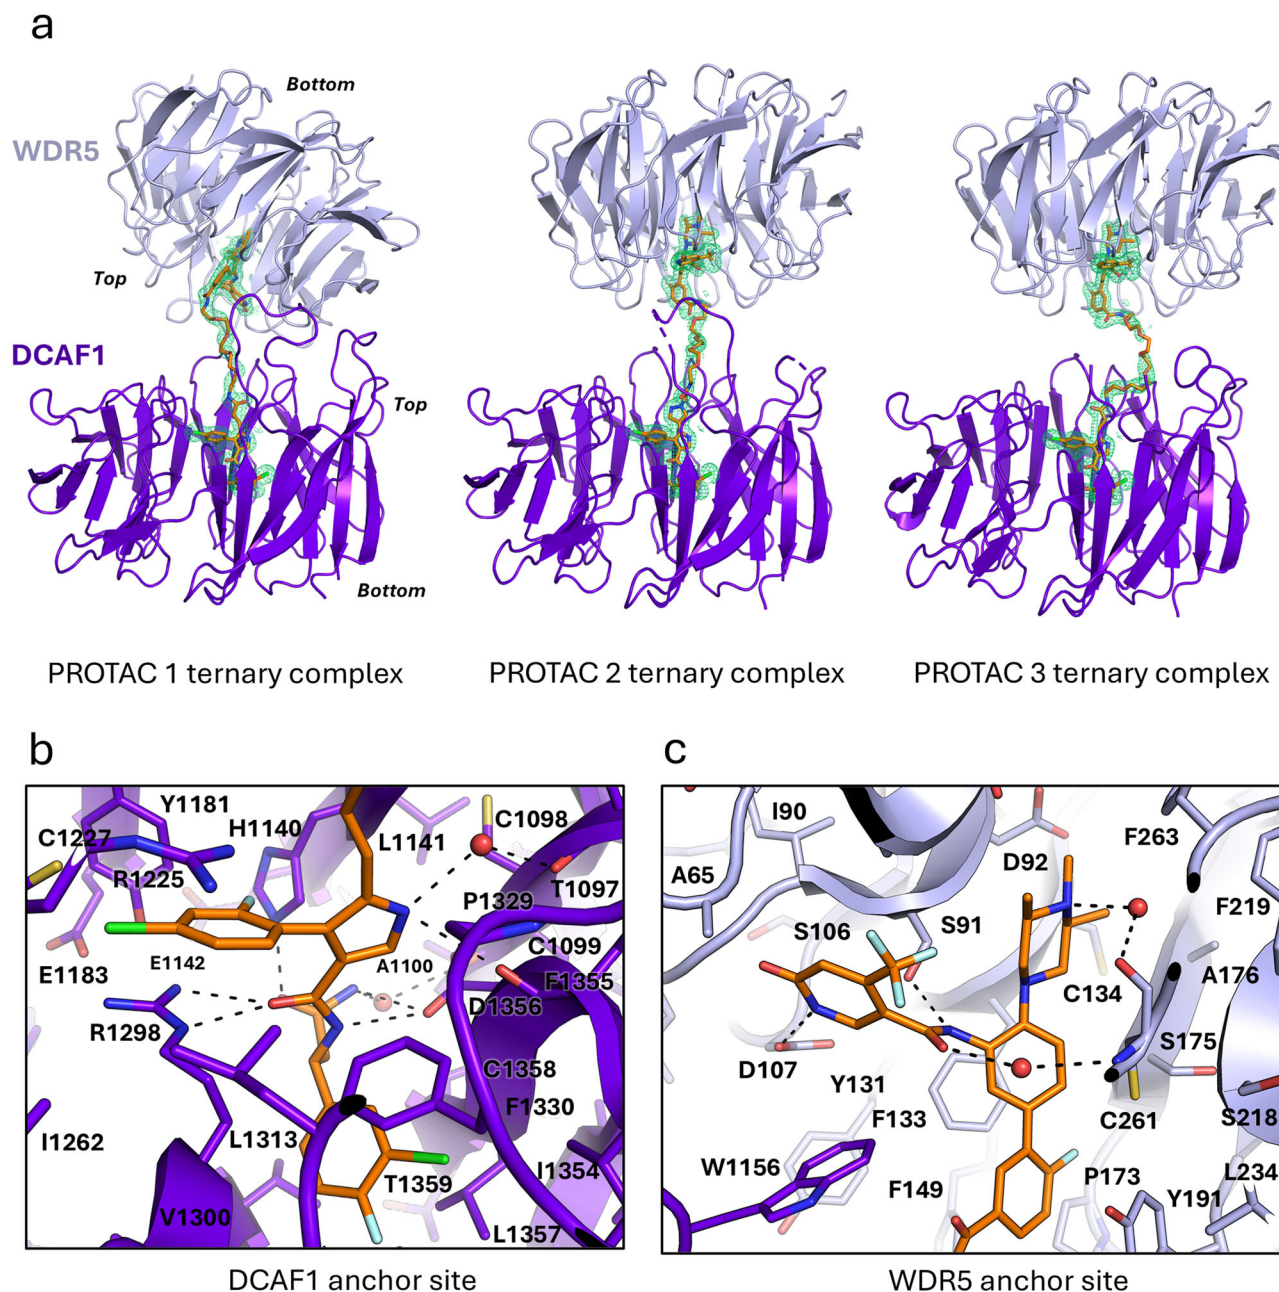 a
Bottom
WDR5
Top
DCAF1
Top
Bottom
PROTAC 1 ternary complex
PROTAC 2 ternary complex
PROTAC 3 ternary complex
b
Y1181
C1227
H1140
L1141
C1098
R1225
T1097
P1329
C1099
E1183
E1142
A1100
F1355
D1356
R1298
C1358
F1330
I1262
L1313
I1354
T1359
V1300
L1357
DCAF1 anchor site
c
I90
F263
D92
A65
F219
S106
S91
A176
C134
S175
D107
Y131
F133
C261
S218
W1156
F149
P173
L234
Y191
WDR5 anchor site